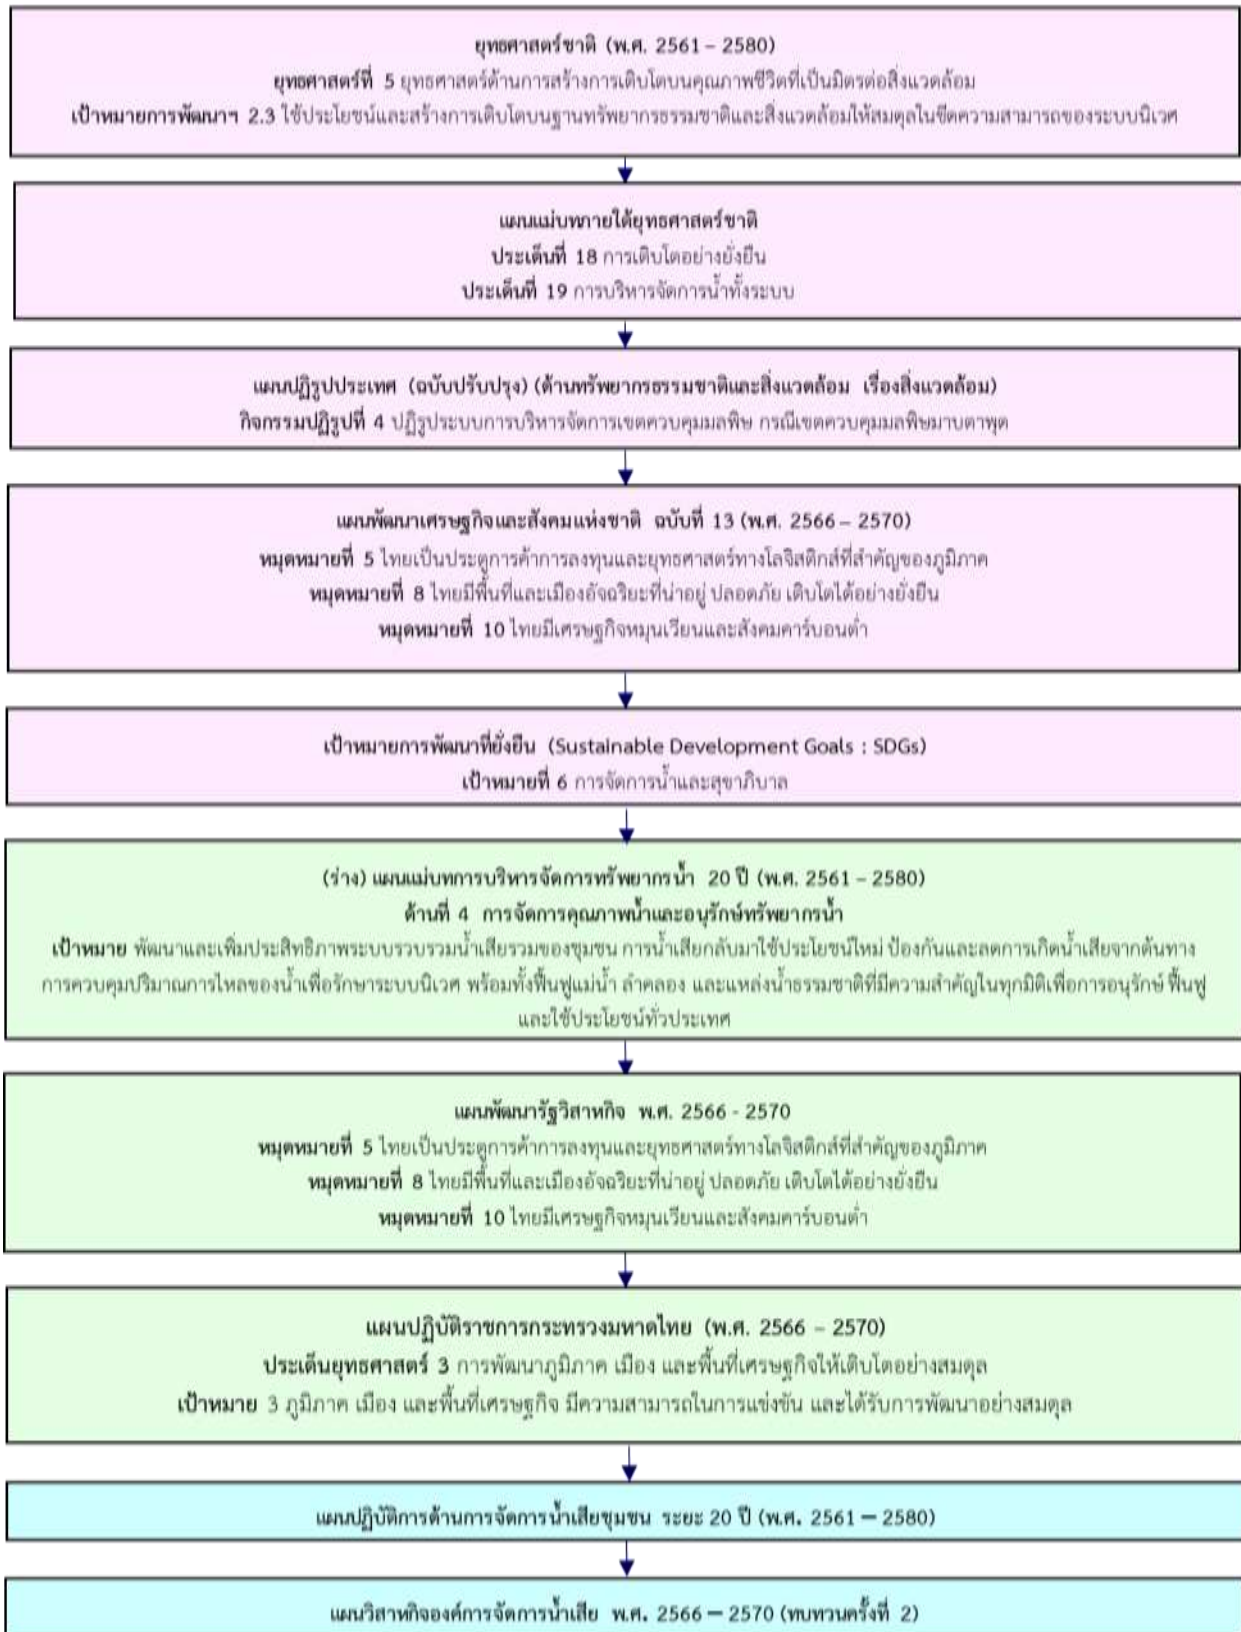 ยุทธศาสตร์ชาติ (พ.ศ. 2561 – 2580)
ยุทธศาสตร์ที่ 5 ยุทธศาสตร์ด้านการสร้างการเติบโตบนคุณภาพชีวิตที่เป็นมิตรต่อสิ่งแวดล้อม
เป้าหมายการพัฒนาฯ 2.3 ใช้ประโยชน์และสร้างการเติบโตบนฐานทรัพยากรธรรมชาติและสิ่งแวดล้อมให้สมดุลในขีดความสามารถของระบบนิเวศ
แผนแม่บทภายใต้ยุทธศาสตร์ชาติ
ประเด็นที่ 18 การเติบโตอย่างยั่งยืน
ประเด็นที่ 19 การบริหารจัดการน้ำทั้งระบบ
แผนปฏิรูปประเทศ (ฉบับปรับปรุง) (ด้านทรัพยากรธรรมชาติและสิ่งแวดล้อม เรื่องสิ่งแวดล้อม)
กิจกรรมปฏิรูปที่ 4 ปฏิรูประบบการบริหารจัดการเขตควบคุมมลพิษ กรณีเขตควบคุมมลพิษมาบตาพุด
แผนพัฒนาเศรษฐกิจและสังคมแห่งชาติ ฉบับที่ 13 (พ.ศ. 2566 – 2570)
หมุดหมายที่ 5 ไทยเป็นประตูการค้าการลงทุนและยุทธศาสตร์ทางโลจิสติกส์ที่สำคัญของภูมิภาค
หมุดหมายที่ 8 ไทยมีพื้นที่และเมืองอัจฉริยะที่น่าอยู่ ปลอดภัย เติบโตได้อย่างยั่งยืน
หมุดหมายที่ 10 ไทยมีเศรษฐกิจหมุนเวียนและสังคมคาร์บอนต่ำ
เป้าหมายการพัฒนาที่ยั่งยืน (Sustainable Development Goals : SDGs)
เป้าหมายที่ 6 การจัดการน้ำและสุขาภิบาล
(ร่าง) แผนแม่บทการบริหารจัดการทรัพยากรน้ำ 20 ปี (พ.ศ. 2561 – 2580)
ด้านที่ 4 การจัดการคุณภาพน้ำและอนุรักษ์ทรัพยากรน้ำ
เป้าหมาย พัฒนาและเพิ่มประสิทธิภาพระบบรวบรวมน้ำเสียรวมของชุมชน การน้ำเสียกลับมาใช้ประโยชน์ใหม่ ป้องกันและลดการเกิดน้ำเสียจากต้นทาง
การควบคุมปริมาณการไหลของน้ำเพื่อรักษาระบบนิเวศ พร้อมทั้งฟื้นฟูแม่น้ำ ลำคลอง และแหล่งน้ำธรรมชาติที่มีความสำคัญในทุกมิติเพื่อการอนุรักษ์ ฟื้นฟู
และใช้ประโยชน์ทั่วประเทศ
แผนพัฒนารัฐวิสาหกิจ พ.ศ. 2566 - 2570
หมุดหมายที่ 5 ไทยเป็นประตูการค้าการลงทุนและยุทธศาสตร์ทางโลจิสติกส์ที่สำคัญของภูมิภาค
หมุดหมายที่ 8 ไทยมีพื้นที่และเมืองอัจฉริยะที่น่าอยู่ ปลอดภัย เติบโตได้อย่างยั่งยืน
หมุดหมายที่ 10 ไทยมีเศรษฐกิจหมุนเวียนและสังคมคาร์บอนต่ำ
แผนปฏิบัติราชการกระทรวงมหาดไทย (พ.ศ. 2566 – 2570)
ประเด็นยุทธศาสตร์ 3 การพัฒนาภูมิภาค เมือง และพื้นที่เศรษฐกิจให้เติบโตอย่างสมดุล
เป้าหมาย 3 ภูมิภาค เมือง และพื้นที่เศรษฐกิจ มีความสามารถในการแข่งขัน และได้รับการพัฒนาอย่างสมดุล
แผนปฏิบัติการด้านการจัดการน้ำเสียชุมชน ระยะ 20 ปี (พ.ศ. 2561 – 2580)
แผนวิสาหกิจองค์การจัดการน้ำเสีย พ.ศ. 2566 – 2570 (ทบทวนครั้งที่ 2)